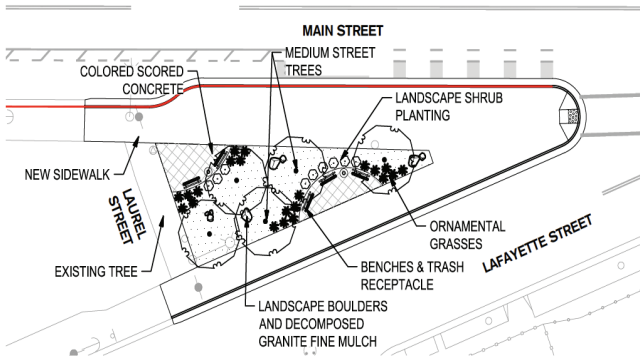 MAIN STREET
MEDIUM STREET
TREES
COLORED SCORED
CONCRETE
LANDSCAPE SHRUB
PLANTING
NEW SIDEWALK
LAUREL
STREET
ORNAMENTAL
GRASSES
LAFAYETTE STREET
EXISTING TREE
BENCHES & TRASH
RECEPTACLE
LANDSCAPE BOULDERS
AND DECOMPOSED
GRANITE FINE MULCH